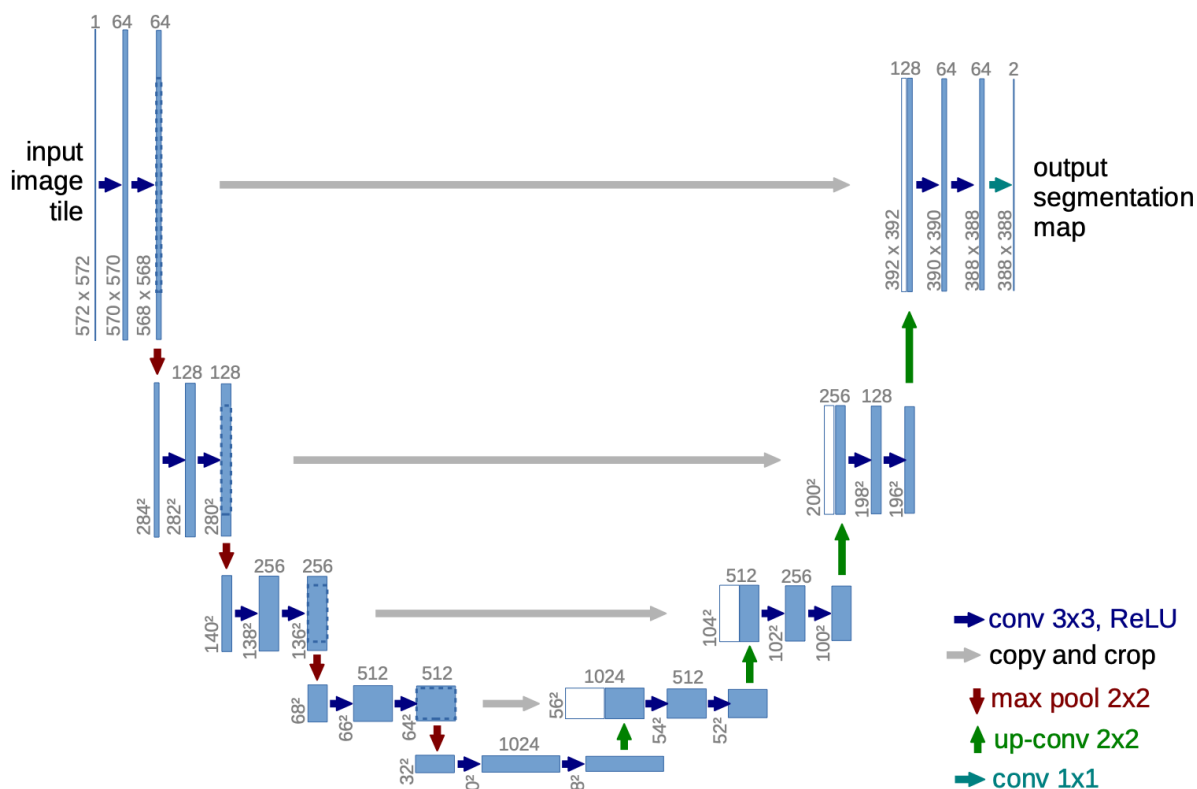 1 64 64
input
image
tile
572 x 572
570 x 570
568 x 568
128 64 64 2
output
segmentation
map
392 x 392
390 x 390
388 x 388
388 x 388
128 128
284²
282²
280²
256 128
200²
198²
196²
256 256
140²
138²
136²
512 256
104²
102²
100²
512 512
68²
66²
64²
1024 512
56²
54²
52²
1024
32²
conv 3x3, ReLU
copy and crop
max pool 2x2
up-conv 2x2
conv 1x1